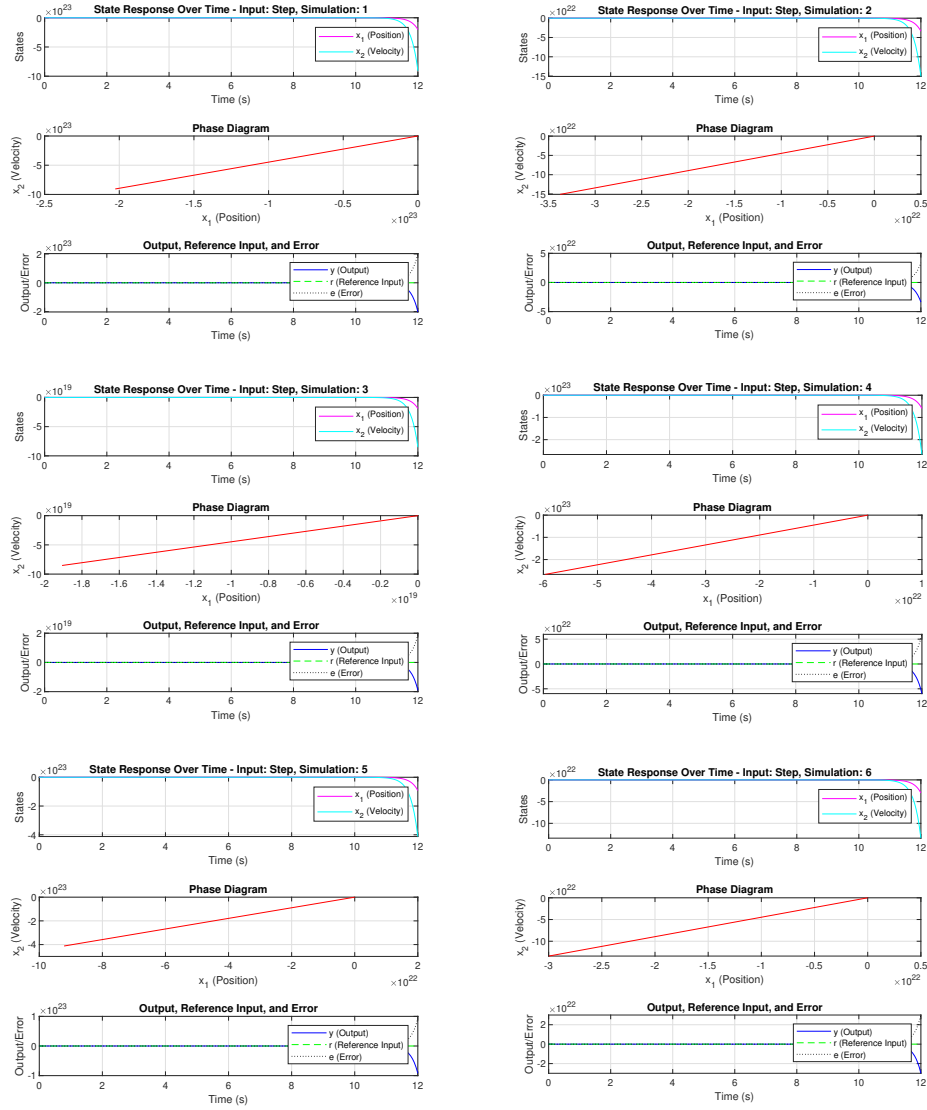 State Response Over Time - Input: Step, Simulation: 1
×10^23
0
-5
-10
States
x_1 (Position)
x_2 (Velocity)
0 2 4 6 8 10 12
Time (s)
Phase Diagram
×10^23
0
-5
-10
x_2 (Velocity)
-2.5 -2 -1.5 -1 -0.5 0
x_1 (Position)
×10^23
Output, Reference Input, and Error
×10^23
2
0
-2
Output/Error
y (Output)
r (Reference Input)
e (Error)
0 2 4 6 8 10 12
Time (s)
State Response Over Time - Input: Step, Simulation: 2
×10^22
0
-5
-10
-15
States
x_1 (Position)
x_2 (Velocity)
0 2 4 6 8 10 12
Time (s)
Phase Diagram
×10^22
0
-5
-10
-15
x_2 (Velocity)
-3.5 -3 -2.5 -2 -1.5 -1 -0.5 0 0.5
x_1 (Position)
×10^22
Output, Reference Input, and Error
×10^22
5
0
-5
Output/Error
y (Output)
r (Reference Input)
e (Error)
0 2 4 6 8 10 12
Time (s)
State Response Over Time - Input: Step, Simulation: 3
×10^19
0
-5
-10
States
x_1 (Position)
x_2 (Velocity)
0 2 4 6 8 10 12
Time (s)
Phase Diagram
×10^19
0
-5
-10
x_2 (Velocity)
-2 -1.8 -1.6 -1.4 -1.2 -1 -0.8 -0.6 -0.4 -0.2 0
x_1 (Position)
×10^19
Output, Reference Input, and Error
×10^19
2
0
-2
Output/Error
y (Output)
r (Reference Input)
e (Error)
0 2 4 6 8 10 12
Time (s)
State Response Over Time - Input: Step, Simulation: 4
×10^23
0
-1
-2
States
x_1 (Position)
x_2 (Velocity)
0 2 4 6 8 10 12
Time (s)
Phase Diagram
×10^23
0
-1
-2
x_2 (Velocity)
-6 -5 -4 -3 -2 -1 0 1
x_1 (Position)
×10^22
Output, Reference Input, and Error
×10^22
5
0
-5
Output/Error
y (Output)
r (Reference Input)
e (Error)
0 2 4 6 8 10 12
Time (s)
State Response Over Time - Input: Step, Simulation: 5
×10^23
0
-2
-4
States
x_1 (Position)
x_2 (Velocity)
0 2 4 6 8 10 12
Time (s)
Phase Diagram
×10^23
0
-2
-4
x_2 (Velocity)
-10 -8 -6 -4 -2 0 2
x_1 (Position)
×10^22
Output, Reference Input, and Error
×10^23
1
0
-1
Output/Error
y (Output)
r (Reference Input)
e (Error)
0 2 4 6 8 10 12
Time (s)
State Response Over Time - Input: Step, Simulation: 6
×10^22
0
-5
-10
States
x_1 (Position)
x_2 (Velocity)
0 2 4 6 8 10 12
Time (s)
Phase Diagram
×10^22
0
-5
-10
x_2 (Velocity)
-3 -2.5 -2 -1.5 -1 -0.5 0 0.5
x_1 (Position)
×10^22
Output, Reference Input, and Error
×10^22
2
0
-2
Output/Error
y (Output)
r (Reference Input)
e (Error)
0 2 4 6 8 10 12
Time (s)